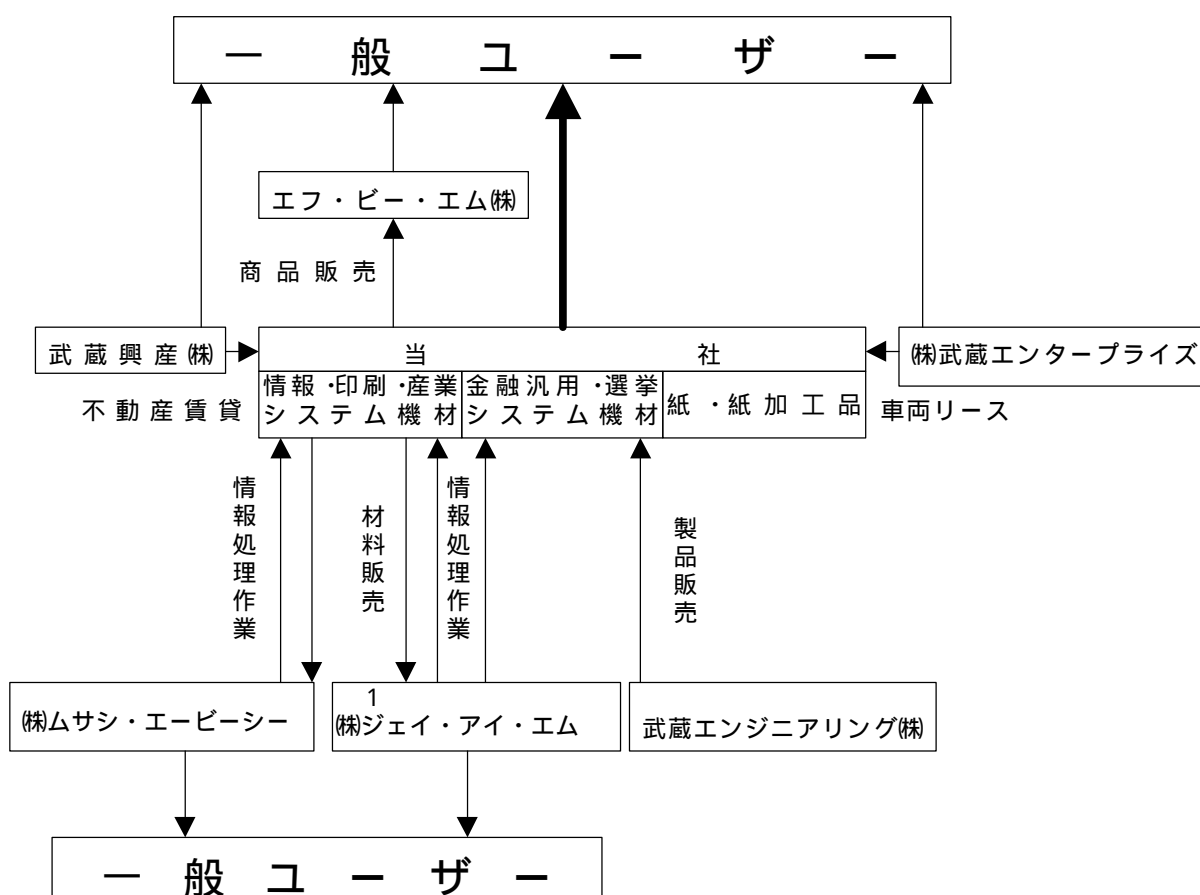 一般ユーザー
エフ・ビー・エム㈱
商品販売
武蔵興産㈱
当社
㈱武蔵エンタープライズ
不動産賃貸
情報・印刷・産業
システム機材
金融汎用・選挙
システム機材
紙・紙加工品
車両リース
情報処理作業
材料販売
情報処理作業
製品販売
㈱ムサシ・エービーシー
1
㈱ジェイ・アイ・エム
武蔵エンジニアリング㈱
一般ユーザー